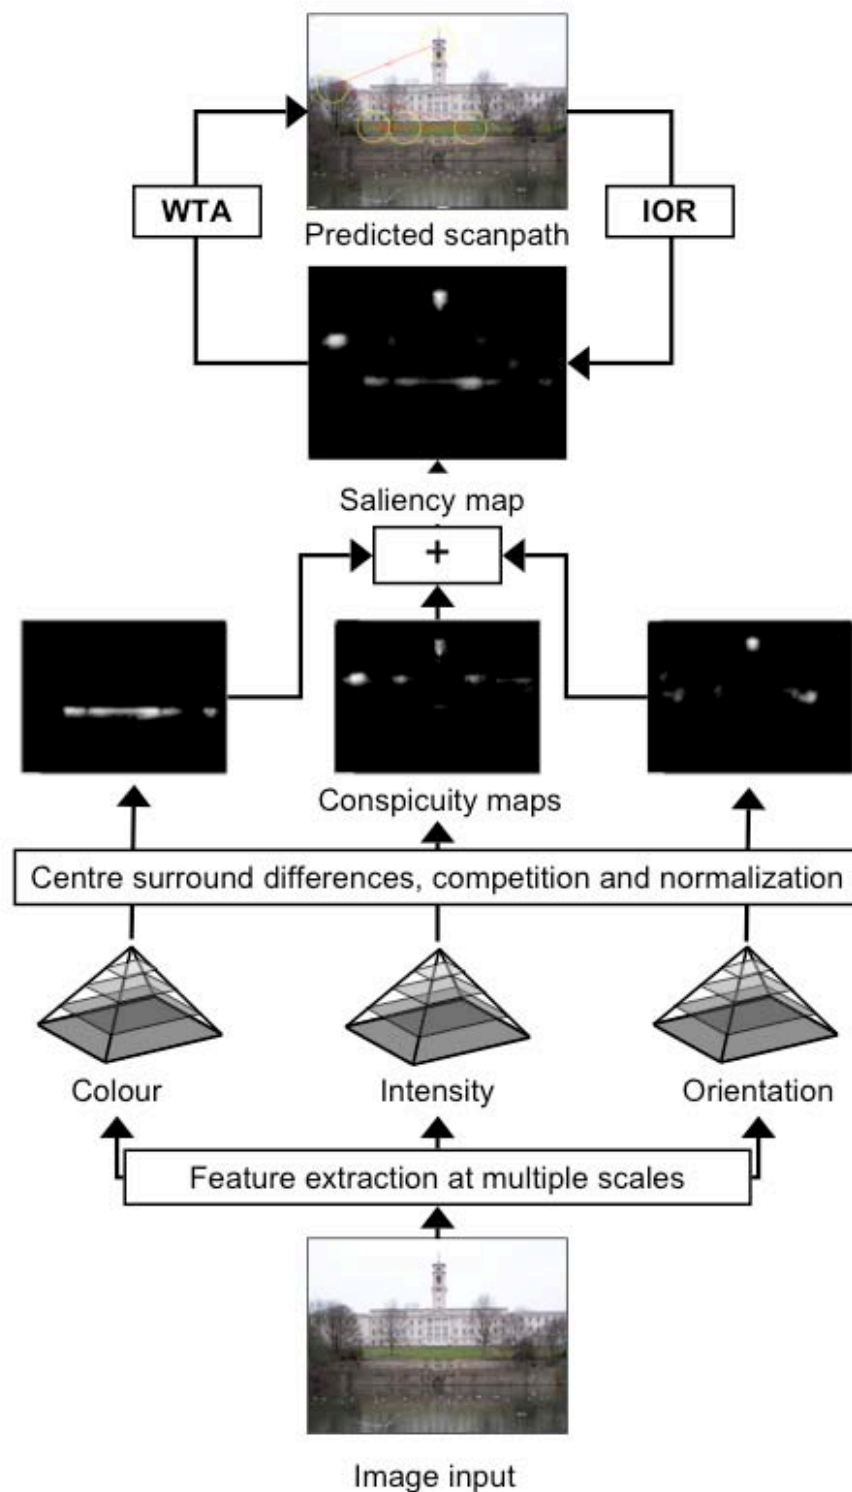 WTA
IOR
Predicted scanpath
Saliency map
+
Conspicuity maps
Centre surround differences, competition and normalization
Colour
Intensity
Orientation
Feature extraction at multiple scales
Image input